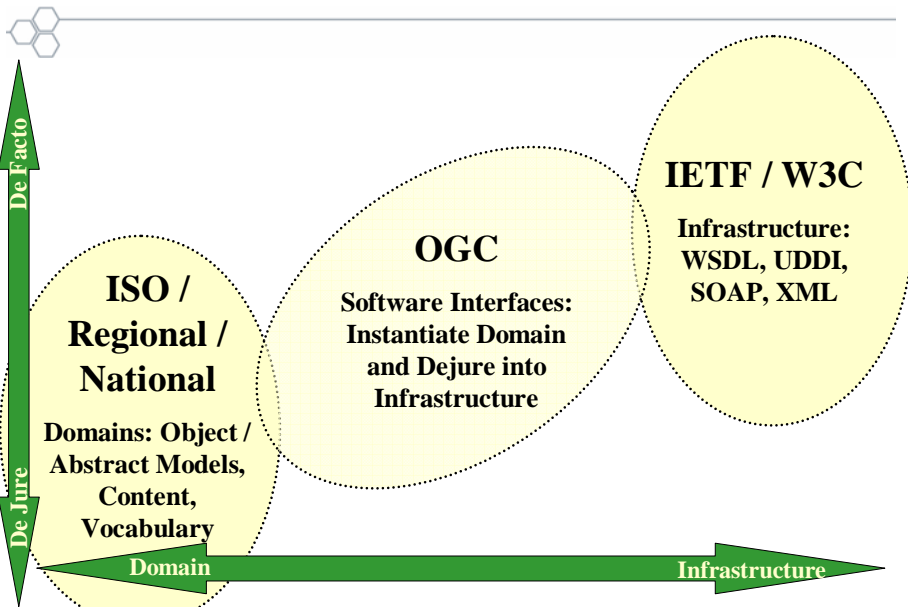 De Facto
De Jure
ISO /
Regional /
National
Domains: Object /
Abstract Models,
Content,
Vocabulary
OGC
Software Interfaces:
Instantiate Domain
and Dejure into
Infrastructure
IETF / W3C
Infrastructure:
WSDL, UDDI,
SOAP, XML
Domain
Infrastructure